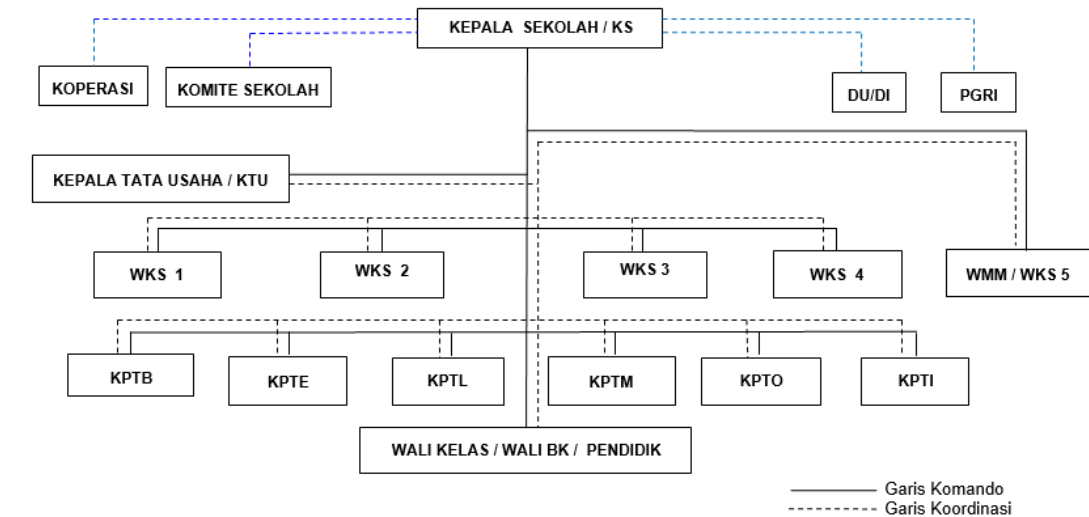 KEPALA SEKOLAH / KS
KOPERASI
KOMITE SEKOLAH
DU/DI
PGRI
KEPALA TATA USAHA / KTU
WKS 1
WKS 2
WKS 3
WKS 4
WMM / WKS 5
KPTB
KPTE
KPTL
KPTM
KPTO
KPTI
WALI KELAS / WALI BK / PENDIDIK
Garis Komando
Garis Koordinasi